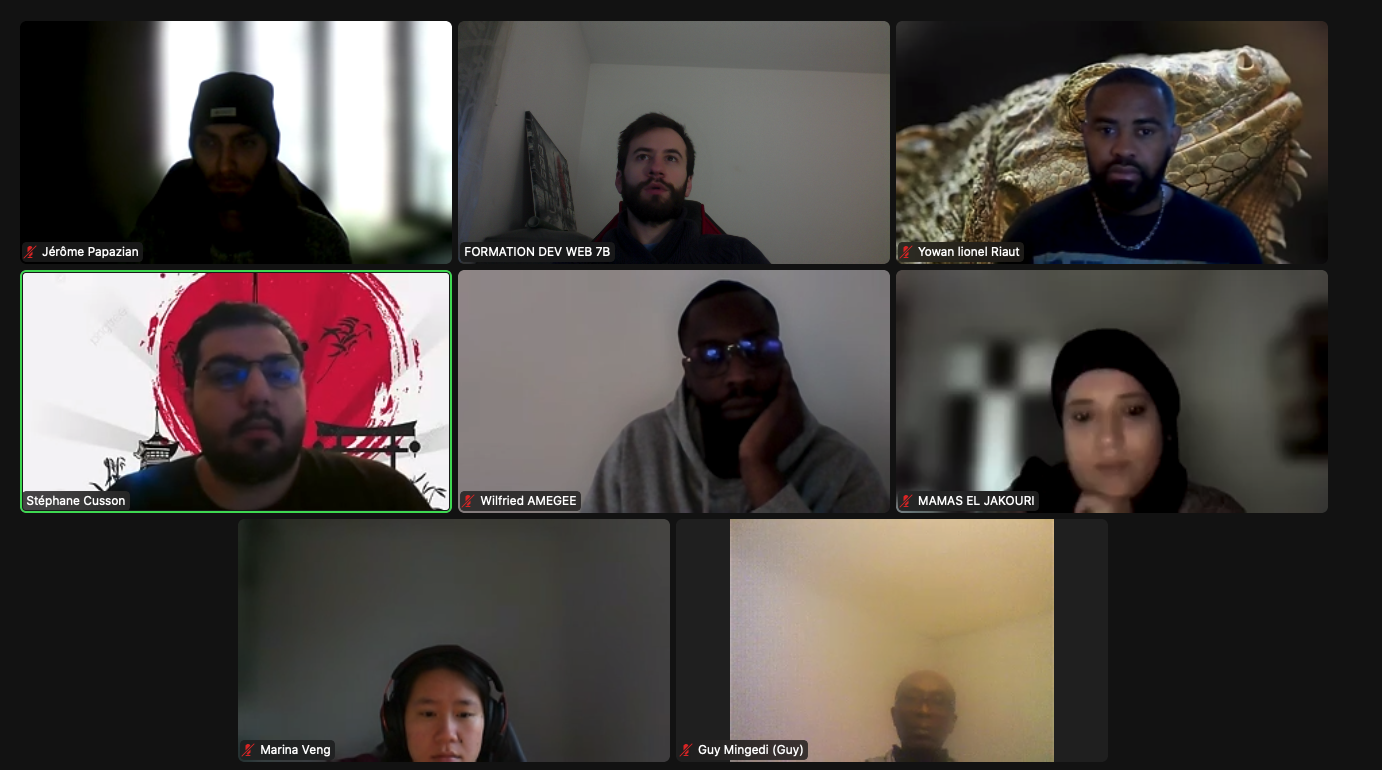 Jérôme Papazian
FORMATION DEV WEB 7B
Yowan lionel Riaut
Stéphane Cusson
Wilfried AMEGEE
MAMAS EL JAKOURI
Marina Veng
Guy Mingedi (Guy)